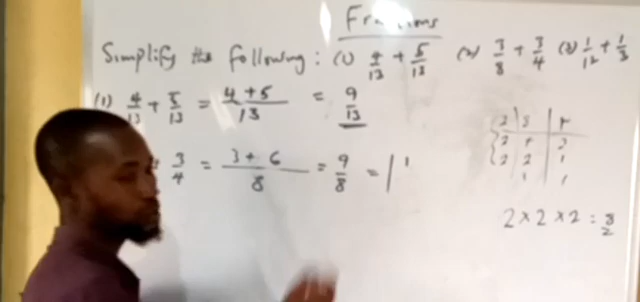 Fractions
Simplify the following: (1) 4/13 + 5/13 (2) 3/8 + 3/4 (3) 1/12 + 1/3
(1) 4/13 + 5/13 = 4+5/13 = 9/13
3/4 = 3+6/8 = 9/8 = 1 1
2 | 8 | 4
2 | 4 | 2
2 | 2 | 1
1 | 1
2 × 2 × 2 = 8